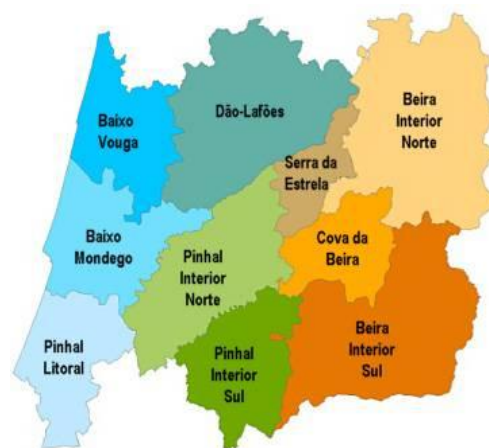 Baixo
Vouga
Dão-Lafões
Beira
Interior
Norte
Serra da
Estrela
Baixo
Mondego
Pinhal
Interior
Norte
Cova da
Beira
Pinhal
Litoral
Pinhal
Interior
Sul
Beira
Interior
Sul